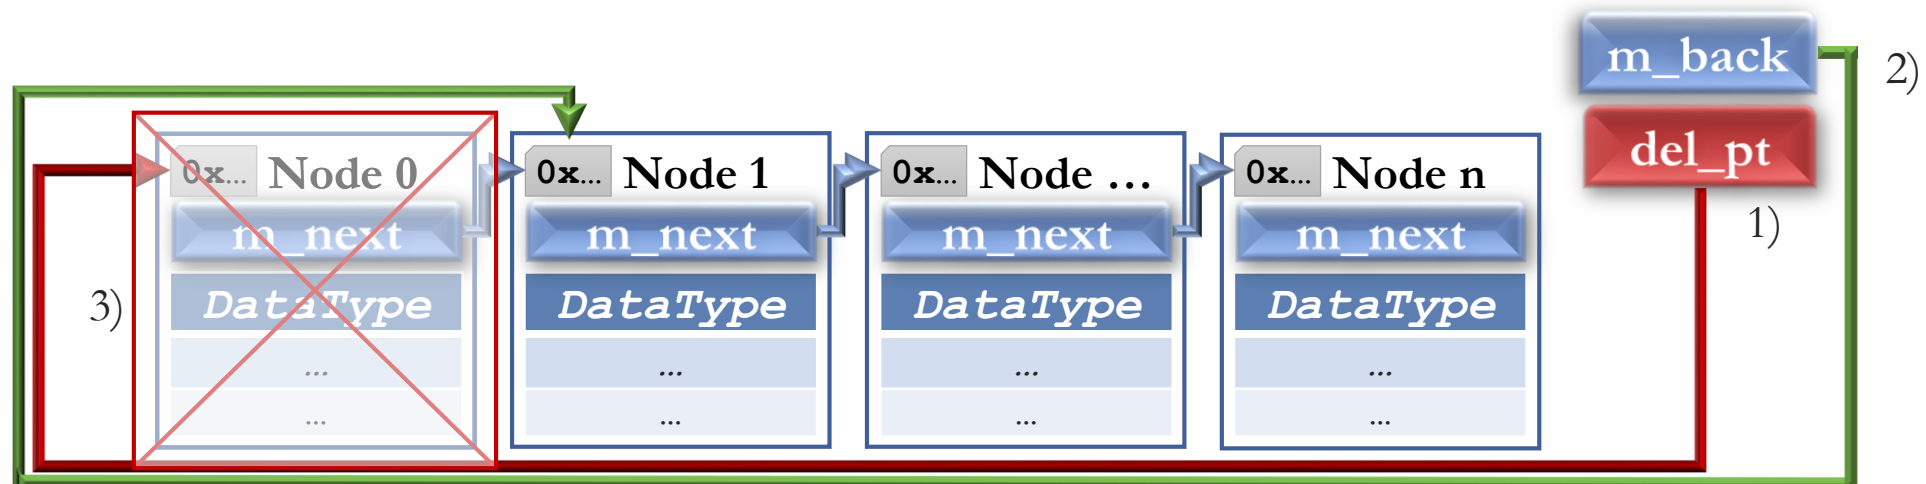 m_back
2)
del_pt
1)
0x... Node 0
m_next
DataType
...
...
3)
0x... Node 1
m_next
DataType
...
...
0x... Node ...
m_next
DataType
...
...
0x... Node n
m_next
DataType
...
...